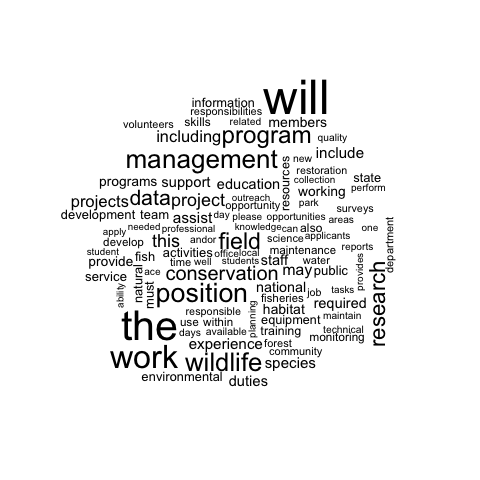 will
information
responsibilities
volunteers skills related members
including program quality
management resources new include
restoration
programs support education collection state
working perform
projects data project outreach park
opportunity surveys
development team assist day please opportunities areas
needed professional knowledge can also one
apply andor field science applicants
develop this
student activities office local maintenance reports department
provide fish staff water
service natural ace conservation may public provides
time well students
ability must position national job tasks research
fisheries required
responsible habitat maintain
the use within planning equipment technical
days available training monitoring
experience forest
work wildlife community
species
environmental duties